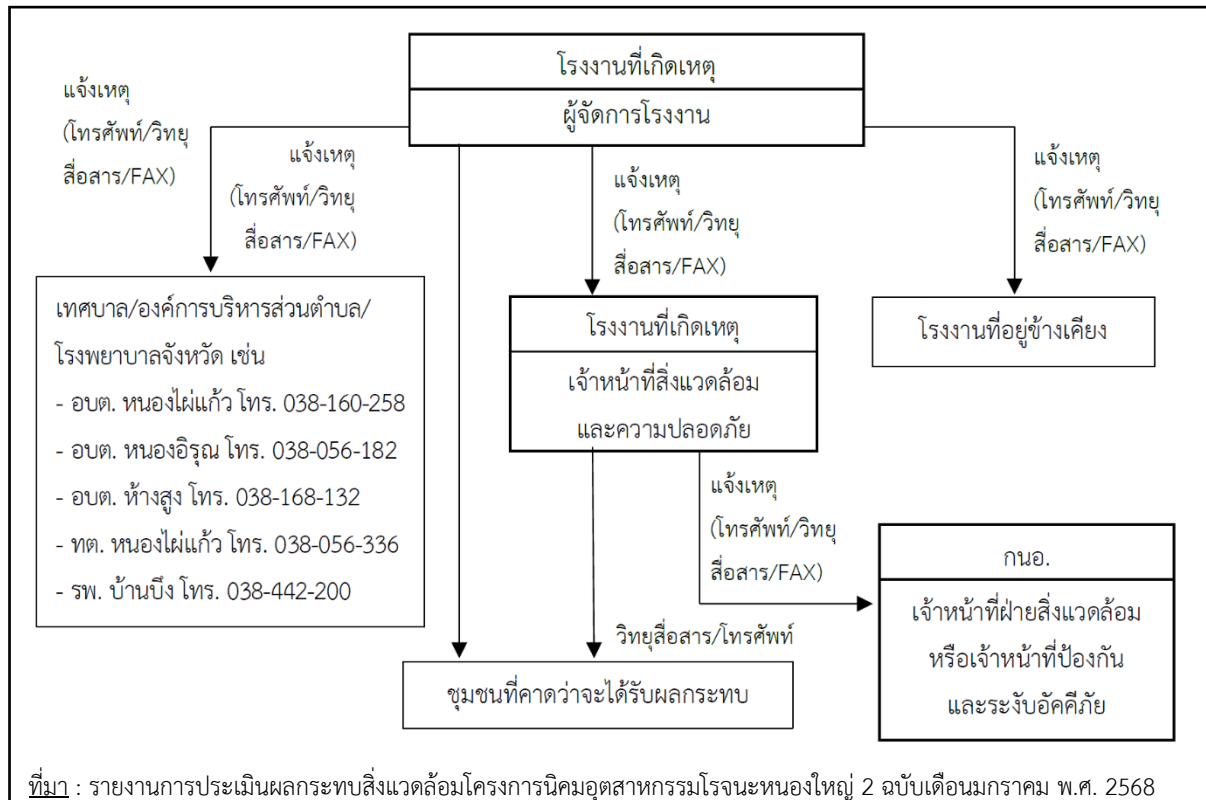 โรงงานที่เกิดเหตุ
ผู้จัดการโรงงาน
แจ้งเหตุ
(โทรศัพท์/วิทยุ
สื่อสาร/FAX)
แจ้งเหตุ
(โทรศัพท์/วิทยุ
สื่อสาร/FAX)
แจ้งเหตุ
(โทรศัพท์/วิทยุ
สื่อสาร/FAX)
แจ้งเหตุ
(โทรศัพท์/วิทยุ
สื่อสาร/FAX)
เทศบาล/องค์การบริหารส่วนตำบล/
โรงพยาบาลจังหวัด เช่น
- อบต. หนองไผ่แก้ว โทร. 038-160-258
- อบต. หนองอิรุณ โทร. 038-056-182
- อบต. ห้างสูง โทร. 038-168-132
- ทต. หนองไผ่แก้ว โทร. 038-056-336
- รพ. บ้านบึง โทร. 038-442-200
โรงงานที่เกิดเหตุ
เจ้าหน้าที่สิ่งแวดล้อม
และความปลอดภัย
โรงงานที่อยู่ข้างเคียง
แจ้งเหตุ
(โทรศัพท์/วิทยุ
สื่อสาร/FAX)
กนอ.
เจ้าหน้าที่ฝ่ายสิ่งแวดล้อม
หรือเจ้าหน้าที่ป้องกัน
และระงับอัคคีภัย
วิทยุสื่อสาร/โทรศัพท์
ชุมชนที่คาดว่าจะได้รับผลกระทบ
ที่มา : รายงานการประเมินผลกระทบสิ่งแวดล้อมโครงการนิคมอุตสาหกรรมโรจนะหนองใหญ่ 2 ฉบับเดือนมกราคม พ.ศ. 2568